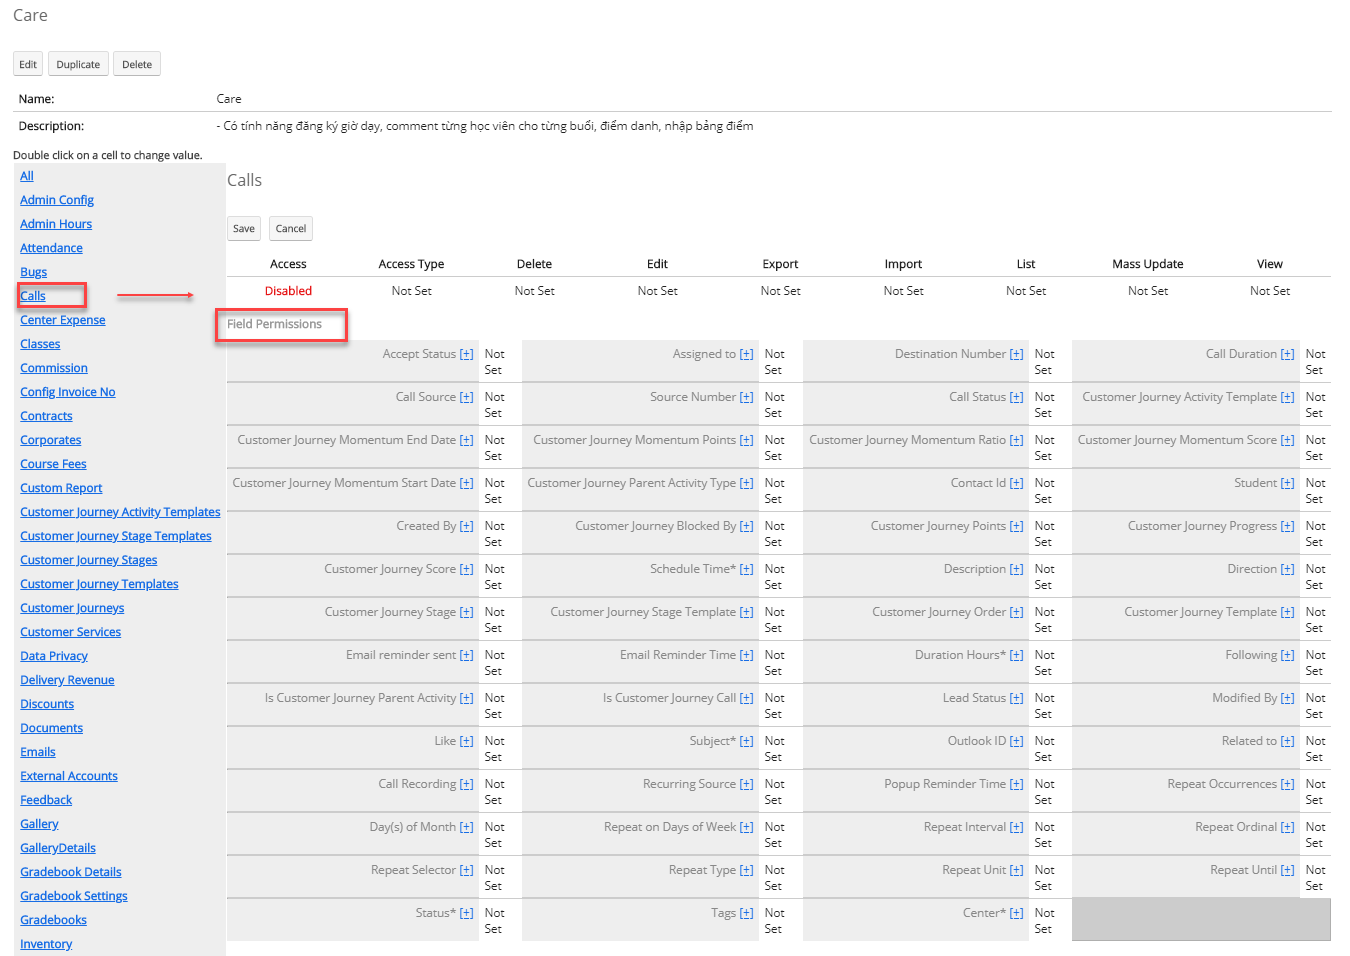 Care
Edit Duplicate Delete
Name: Care
Description: - Có tính năng đăng ký giờ dạy, comment từng học viên cho từng buổi, điểm danh, nhập bảng điểm
Double click on a cell to change value.
All
Admin Config
Admin Hours
Attendance
Bugs
Calls
Center Expense
Classes
Commission
Config Invoice No
Contracts
Corporates
Course Fees
Custom Report
Customer Journey Activity Templates
Customer Journey Stage Templates
Customer Journey Stages
Customer Journey Templates
Customer Journeys
Customer Services
Data Privacy
Delivery Revenue
Discounts
Documents
Emails
External Accounts
Feedback
Gallery
GalleryDetails
Gradebook Details
Gradebook Settings
Gradebooks
Inventory
Calls
Save Cancel
Access Access Type Delete Edit Export Import List Mass Update View
Disabled Not Set Not Set Not Set Not Set Not Set Not Set Not Set Not Set
Field Permissions
Accept Status [+] Not Set Assigned to [+] Not Set Destination Number [+] Not Set Call Duration [+] Not Set
Call Source [+] Not Set Source Number [+] Not Set Call Status [+] Not Set Customer Journey Activity Template [+] Not Set
Customer Journey Momentum End Date [+] Not Set Customer Journey Momentum Points [+] Not Set Customer Journey Momentum Ratio [+] Not Set Customer Journey Momentum Score [+] Not Set
Customer Journey Momentum Start Date [+] Not Set Customer Journey Parent Activity Type [+] Not Set Contact Id [+] Not Set Student [+] Not Set
Created By [+] Not Set Customer Journey Blocked By [+] Not Set Customer Journey Points [+] Not Set Customer Journey Progress [+] Not Set
Customer Journey Score [+] Not Set Schedule Time* [+] Not Set Description [+] Not Set Direction [+] Not Set
Customer Journey Stage [+] Not Set Customer Journey Stage Template [+] Not Set Customer Journey Order [+] Not Set Customer Journey Template [+] Not Set
Email reminder sent [+] Not Set Email Reminder Time [+] Not Set Duration Hours* [+] Not Set Following [+] Not Set
Is Customer Journey Parent Activity [+] Not Set Is Customer Journey Call [+] Not Set Lead Status [+] Not Set Modified By [+] Not Set
Like [+] Not Set Subject* [+] Not Set Outlook ID [+] Not Set Related to [+] Not Set
Call Recording [+] Not Set Recurring Source [+] Not Set Popup Reminder Time [+] Not Set Repeat Occurrences [+] Not Set
Day(s) of Month [+] Not Set Repeat on Days of Week [+] Not Set Repeat Interval [+] Not Set Repeat Ordinal [+] Not Set
Repeat Selector [+] Not Set Repeat Type [+] Not Set Repeat Unit [+] Not Set Repeat Until [+] Not Set
Status* [+] Not Set Tags [+] Not Set Center* [+] Not Set